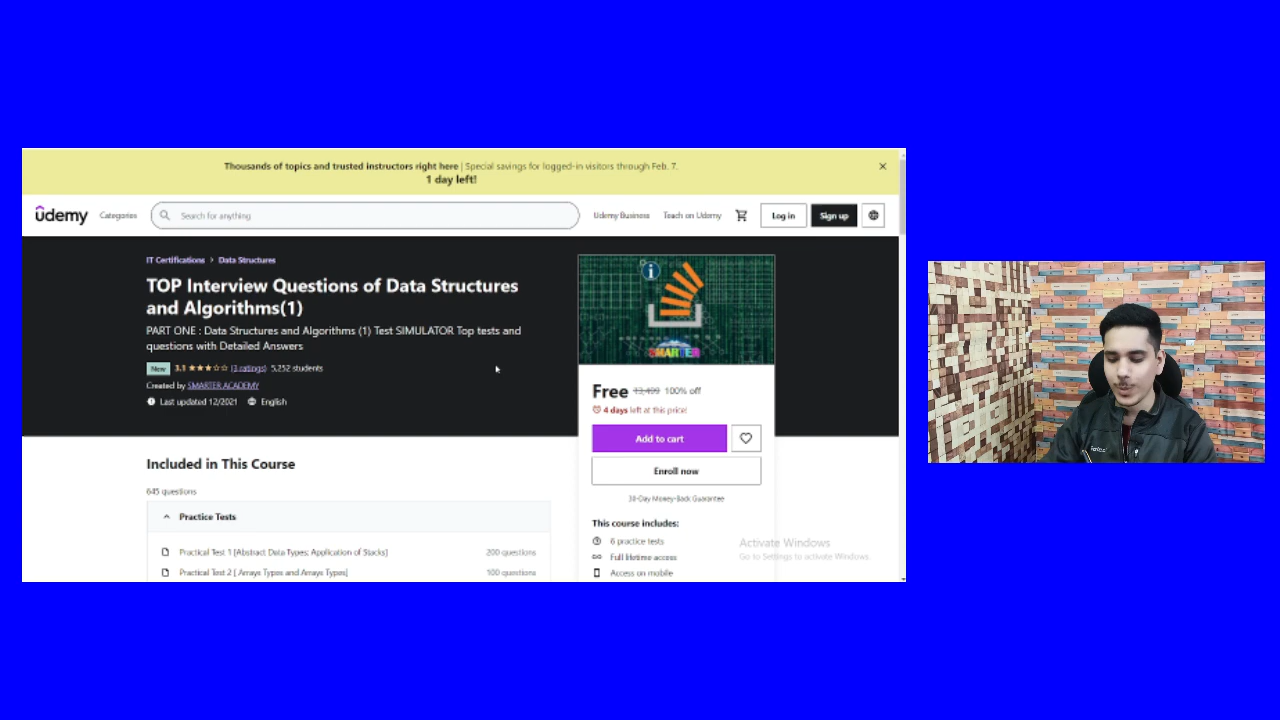 Thousands of topics and trusted instructors right here | Special savings for logged-in visitors through Feb. 7.
1 day left!
ûdemy Categories Search for anything Udemy Business Teach on Udemy Log in Sign up
IT Certifications > Data Structures
TOP Interview Questions of Data Structures
and Algorithms(1)
PART ONE : Data Structures and Algorithms (1) Test SIMULATOR Top tests and
questions with Detailed Answers
New 3.1 (3 ratings) 5,252 students
Created by SMARTER ACADEMY
Last updated 12/2021 English
i
SMARTER
Free 100% off
4 days left at this price!
Add to cart
Enroll now
30-Day Money-Back Guarantee
This course includes:
6 practice tests
Full lifetime access
Access on mobile
Included in This Course
645 questions
Practice Tests
Practical Test 1 [Abstract Data Types; Application of Stacks] 200 questions
Practical Test 2 [ Arrays Types and Arrays Types] 100 questions
Activate Windows
Go to Settings to activate Windows.